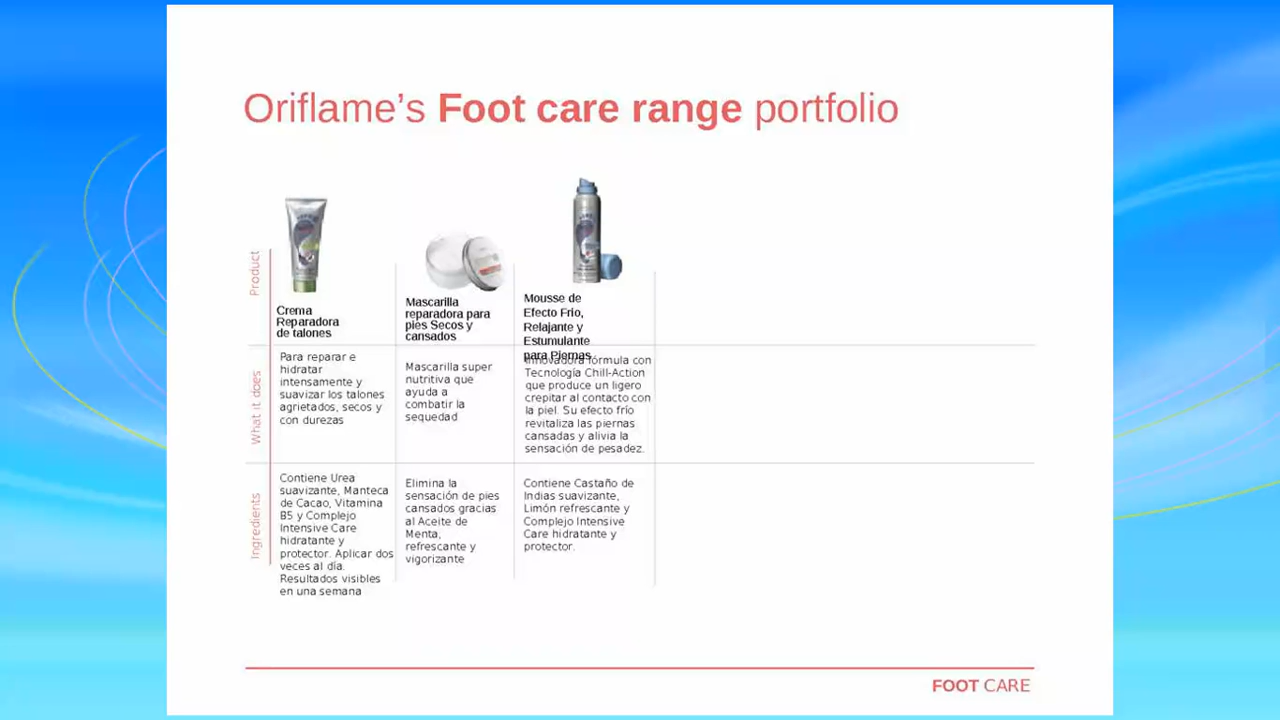 Oriflame’s Foot care range portfolio
Product
Crema
Reparadora
de talones
Mascarilla
reparadora para
pies Secos y
cansados
Mousse de
Efecto Frío,
Relajante y
Estumulante
para Piernas
What it does
Para reparar e
hidratar
intensamente y
suavizar los talones
agrietados, secos y
con durezas
Mascarilla super
nutritiva que
ayuda a
combatir la
sequedad
Innovadora fórmula con
Tecnología Chill-Action
que produce un ligero
crepitar al contacto con
la piel. Su efecto frío
revitaliza las piernas
cansadas y alivia la
sensación de pesadez.
Ingredients
Contiene Urea
suavizante, Manteca
de Cacao, Vitamina
B5 y Complejo
Intensive Care
hidratante y
protector. Aplicar dos
veces al día.
Resultados visibles
en una semana
Elimina la
sensación de pies
cansados gracias
al Aceite de
Menta,
refrescante y
vigorizante
Contiene Castaño de
Indias suavizante,
Limón refrescante y
Complejo Intensive
Care hidratante y
protector.
FOOT CARE